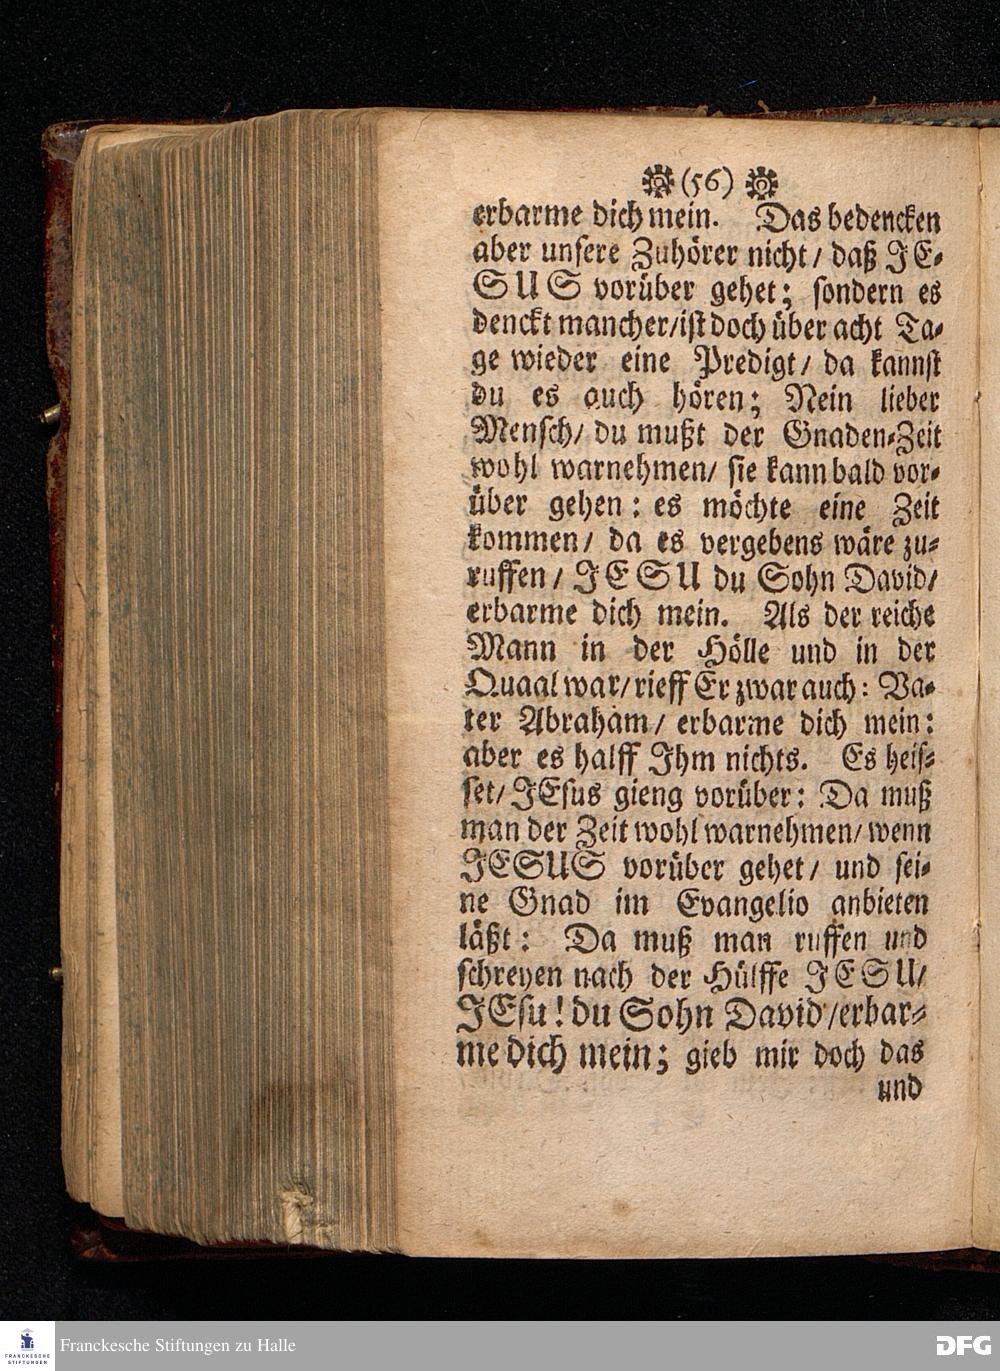 (56)
erbarme dich mein. Das bedencken
aber unsere Zuhörer nicht/ daß JE-
SUS vorüber gehet; sondern es
denckt mancher/ ist doch über acht Ta-
ge wieder eine Predigt/ da kannst
du es auch hören; Nein lieber
Mensch/ du mußt der Gnaden-Zeit
wohl warnehmen/ sie kann bald vor-
über gehen: es möchte eine Zeit
kommen/ da es vergebens wäre zu-
ruffen/ JESU du Sohn David/
erbarme dich mein. Als der reiche
Mann in der Hölle und in der
Quaal war/ rieff Er zwar auch: Va-
ter Abraham/ erbarme dich mein:
aber es halff Ihm nichts. Es heis-
set/ JEsus gieng vorüber: Da muß
man der Zeit wohl warnehmen/ wenn
JESUS vorüber gehet/ und sei-
ne Gnad im Evangelio anbieten
läßt: Da muß man ruffen und
schreyen nach der Hülffe JESU/
JEsu! du Sohn David/ erbar-
me dich mein; gieb mir doch das
und
FRANCKESCHE STIFTUNGEN
Franckesche Stiftungen zu Halle
DFG